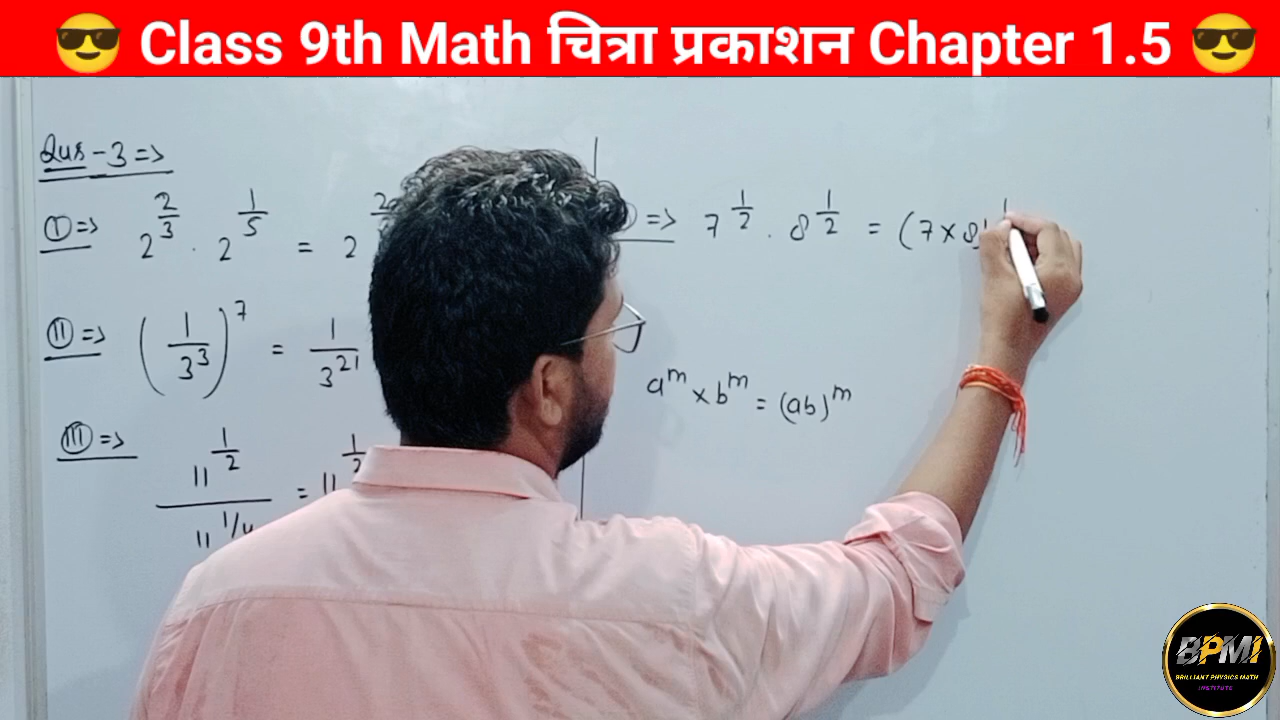 😎 Class 9th Math चित्रा प्रकाशन Chapter 1.5 😎
Qus-3 =>
Ⓘ => 2^{2/3} . 2^{1/5} = 2
Ⓘⓘ => (1/3^3)^7 = 1/3^{21}
Ⓘⓘⓘ => 11^{1/2}/11^{1/4} = 11
=> 7^{1/2} . 8^{1/2} = (7×8)
a^m × b^m = (ab)^m
BPMI
BRILLIANT PHYSICS MATH
INSTITUTE